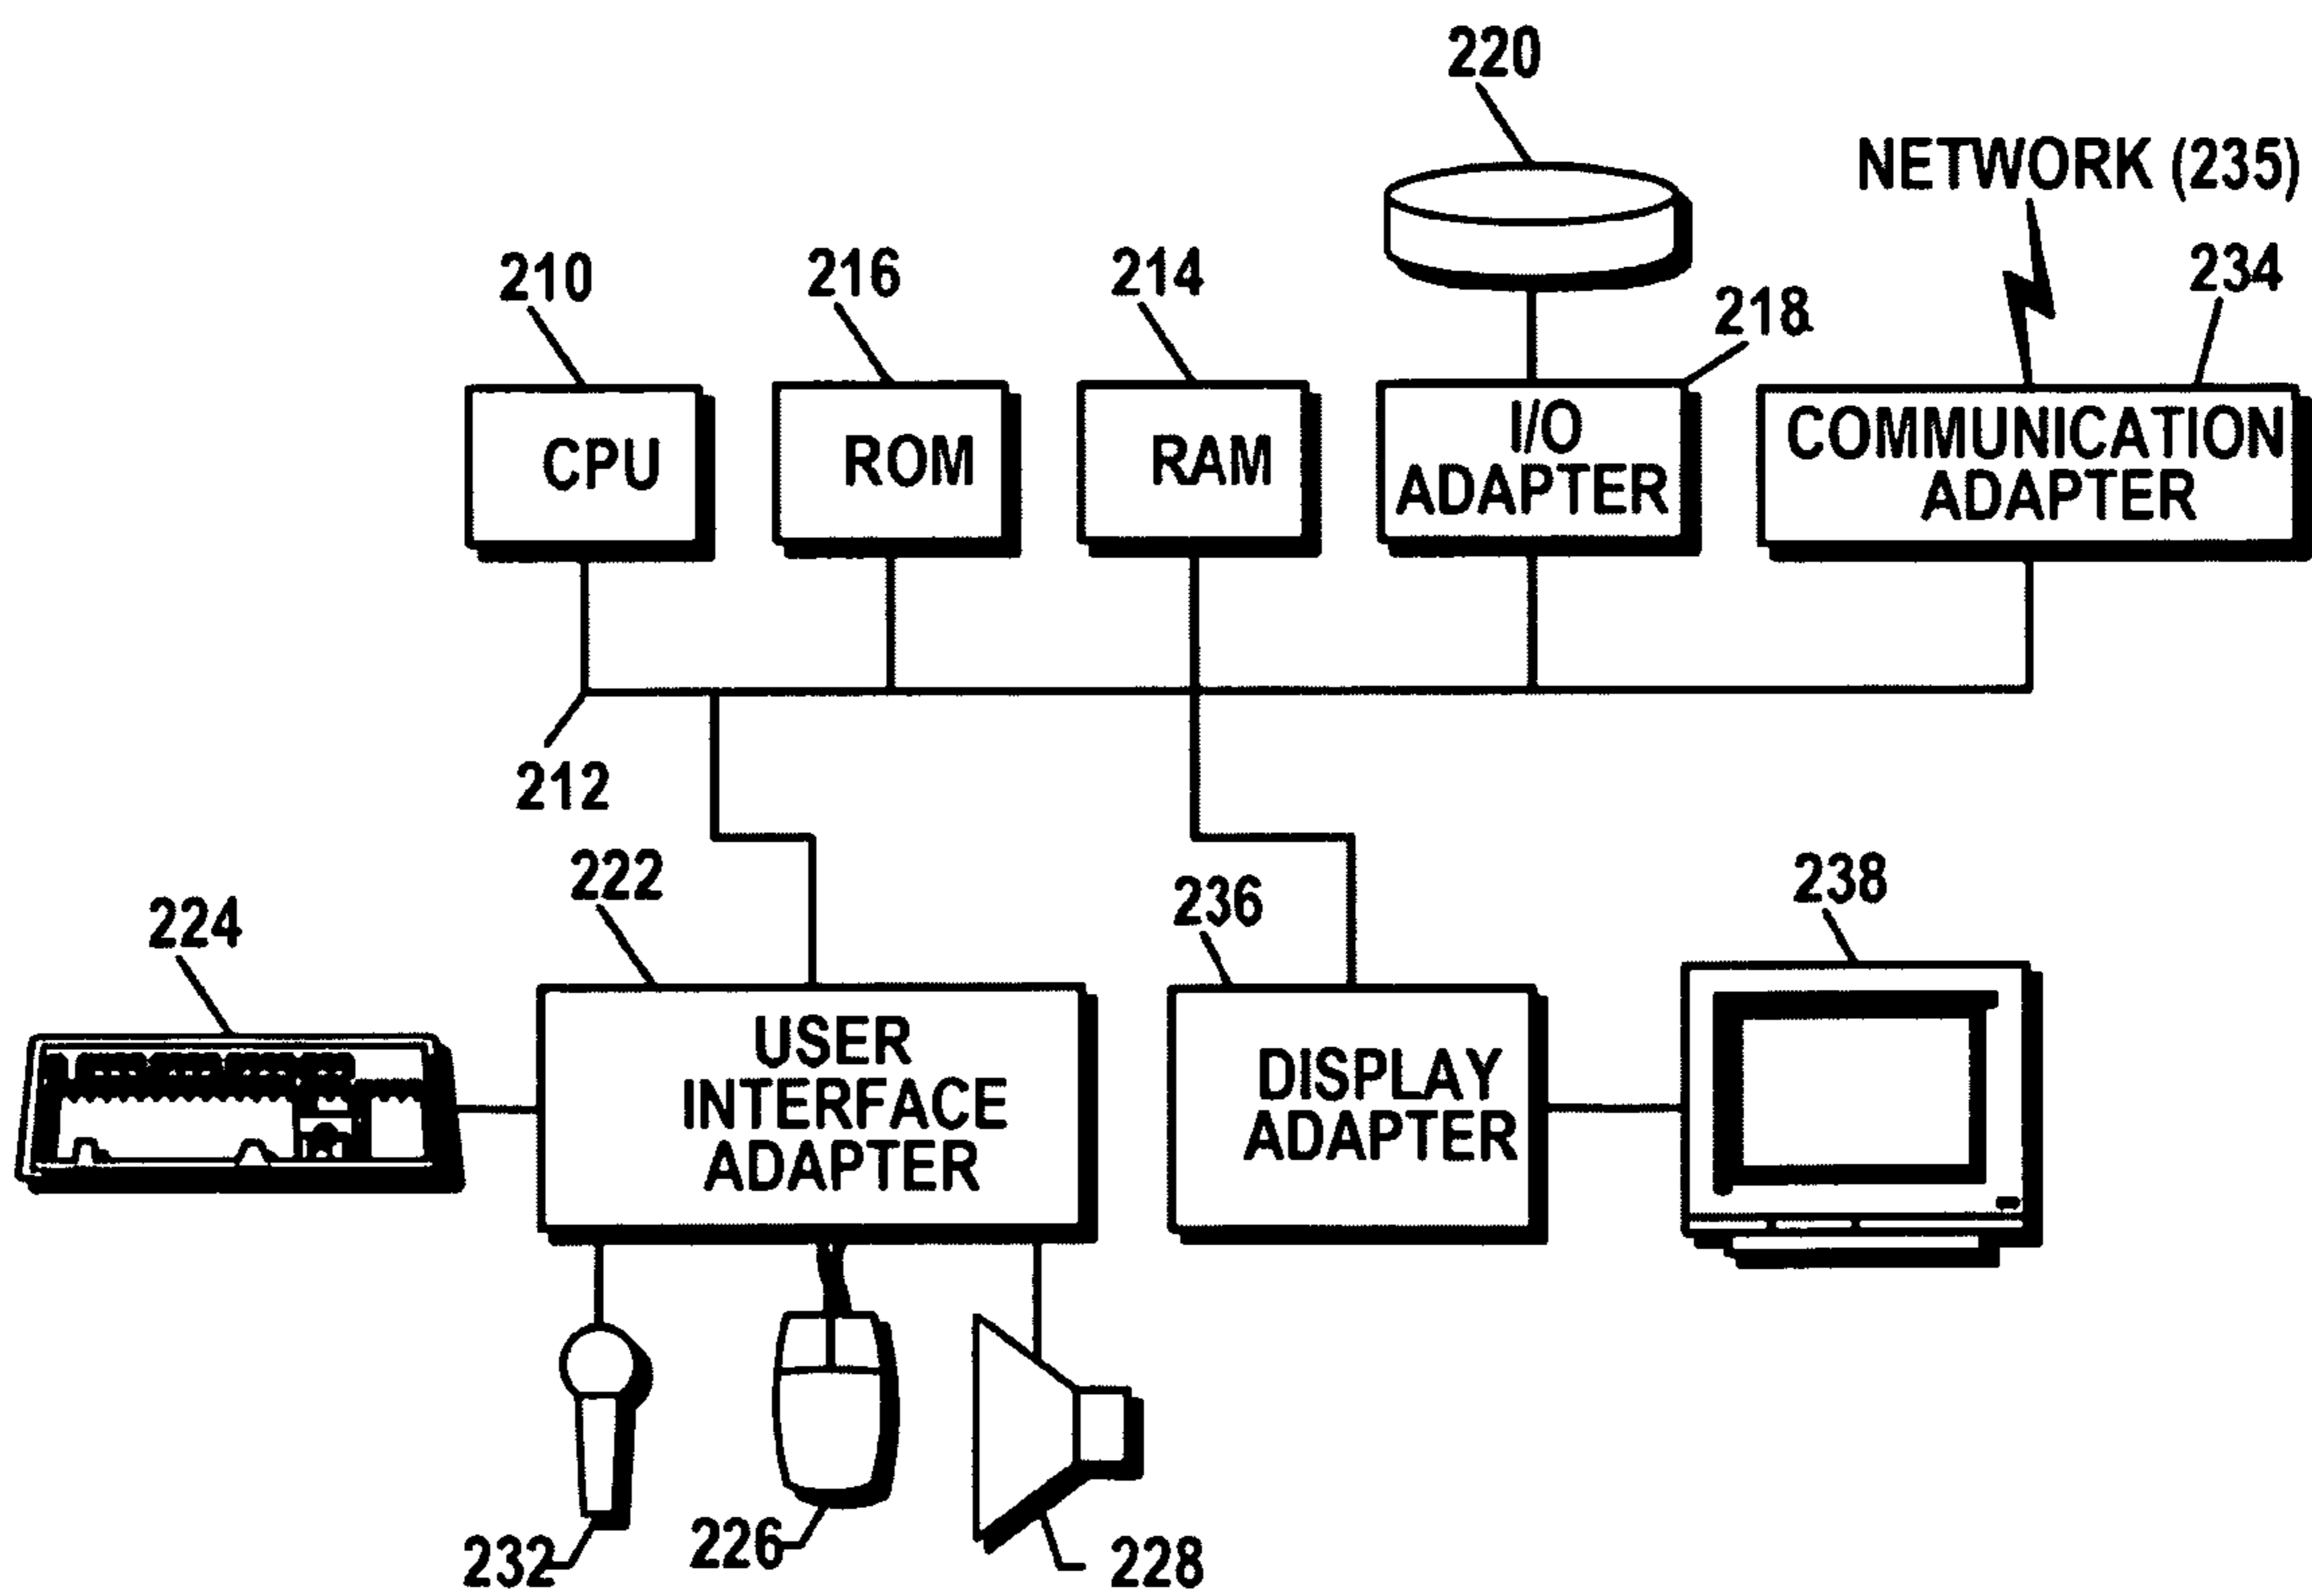 220
NETWORK (235)
210
216
214
218
234
CPU
ROM
RAM
I/O
ADAPTER
COMMUNICATION
ADAPTER
212
222
224
236
238
USER
INTERFACE
ADAPTER
DISPLAY
ADAPTER
232
226
228